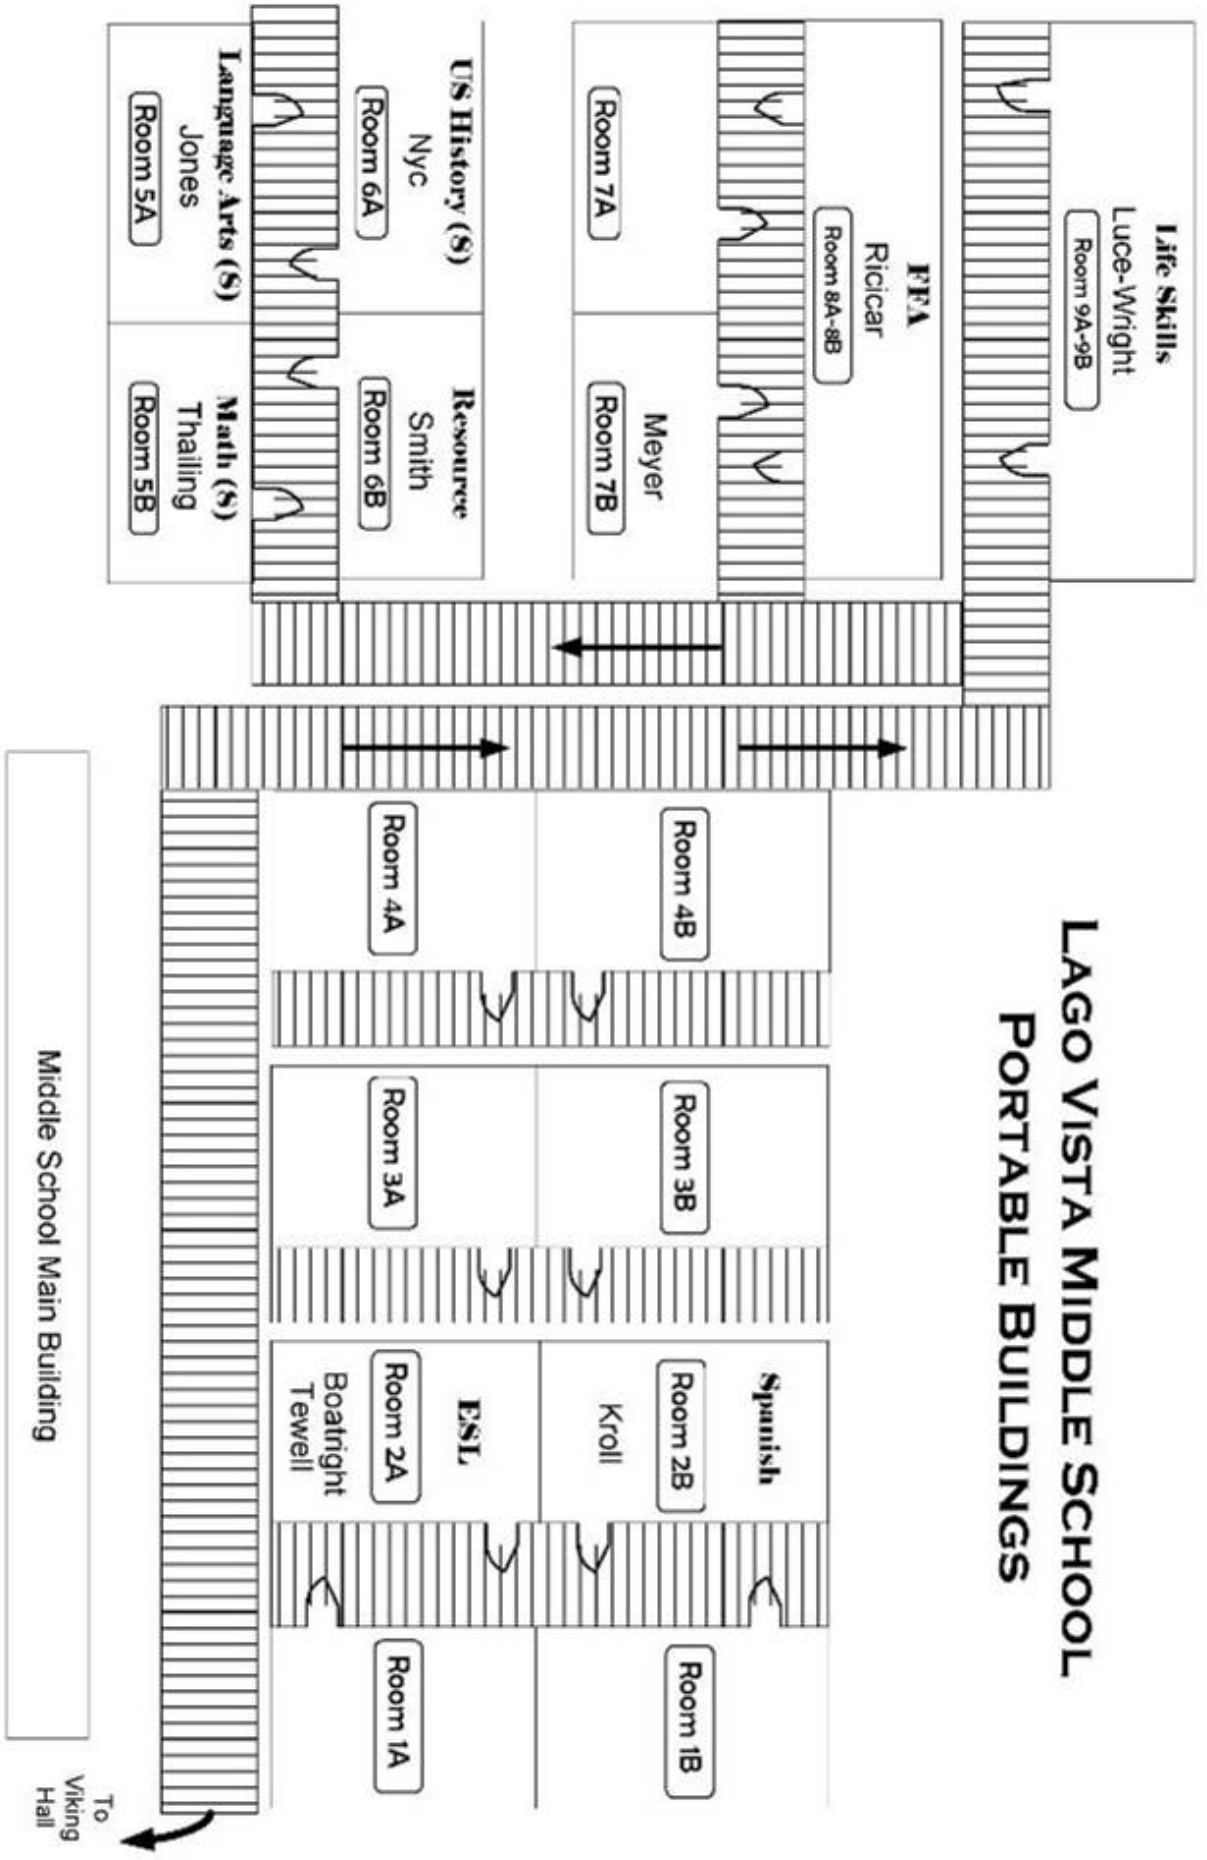 LAGO VISTA MIDDLE SCHOOL
PORTABLE BUILDINGS
Life Skills
Luce-Wright
Room 9A-9B
FFA
Ricicar
Room 8A-8B
Room 7A
Meyer
Room 7B
US History (S)
Nyc
Room 6A
Resource
Smith
Room 6B
Language Arts (S)
Jones
Room 5A
Math (S)
Thailing
Room 5B
Room 4B
Room 4A
Room 3B
Room 3A
Spanish
Room 2B
Kroll
ESL
Room 2A
Boatright
Tewell
Room 1B
Room 1A
Middle School Main Building
To
Viking
Hall